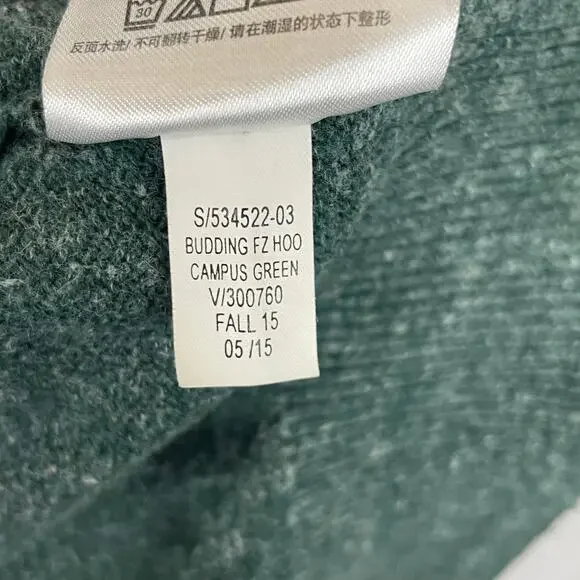 30
反面水洗/不可翻转干燥/请在潮湿的状态下整形
S/534522-03
BUDDING FZ HOO
CAMPUS GREEN
V/300760
FALL 15
05 /15